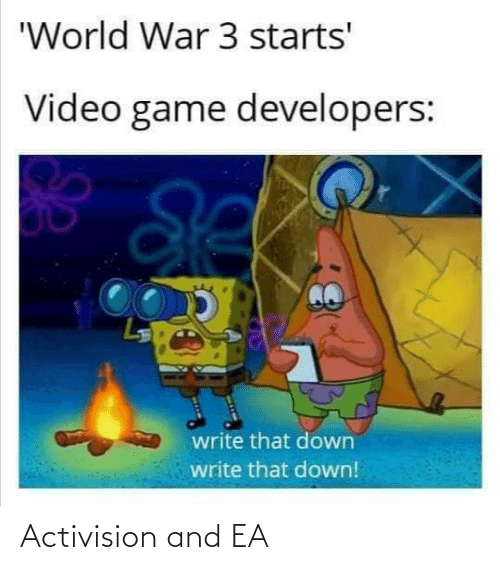 'World War 3 starts'
Video game developers:
write that down
write that down!
Activision and EA